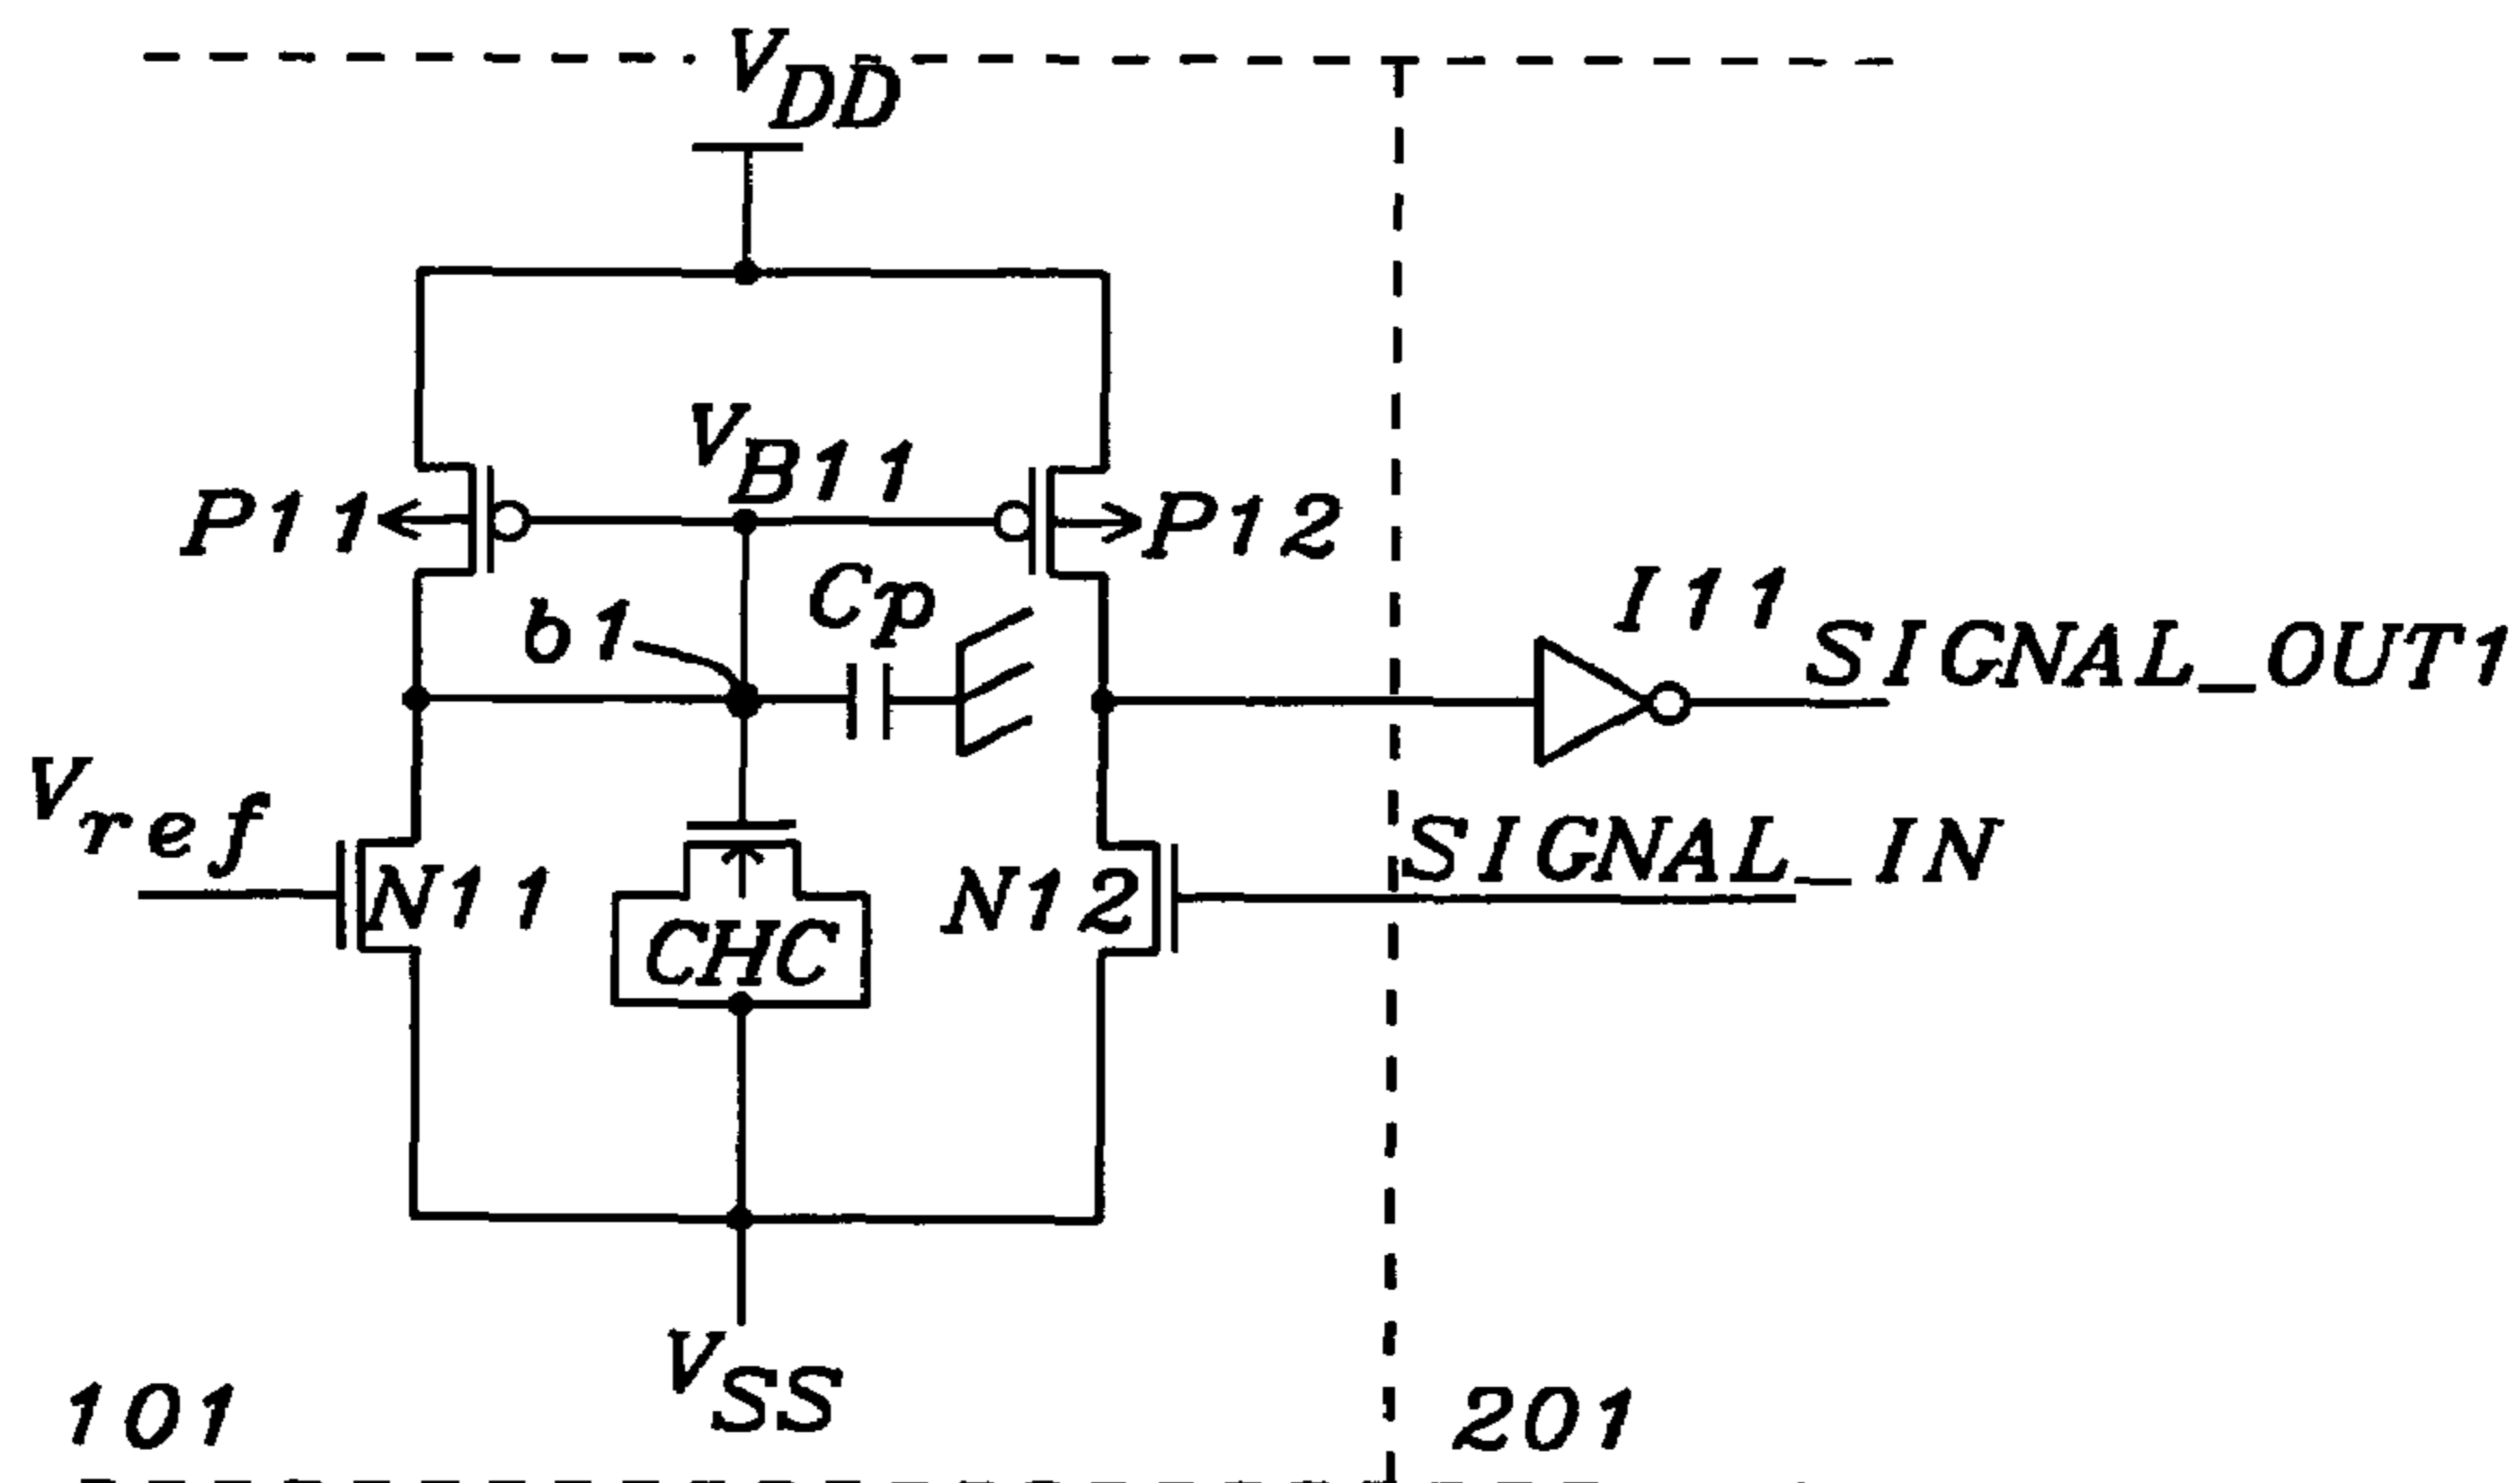 VDD
VB11
P11
P12
Cp
b1
I11
SIGNAL_OUT1
Vref
SIGNAL_IN
N11
N12
CHC
VSS
101
201